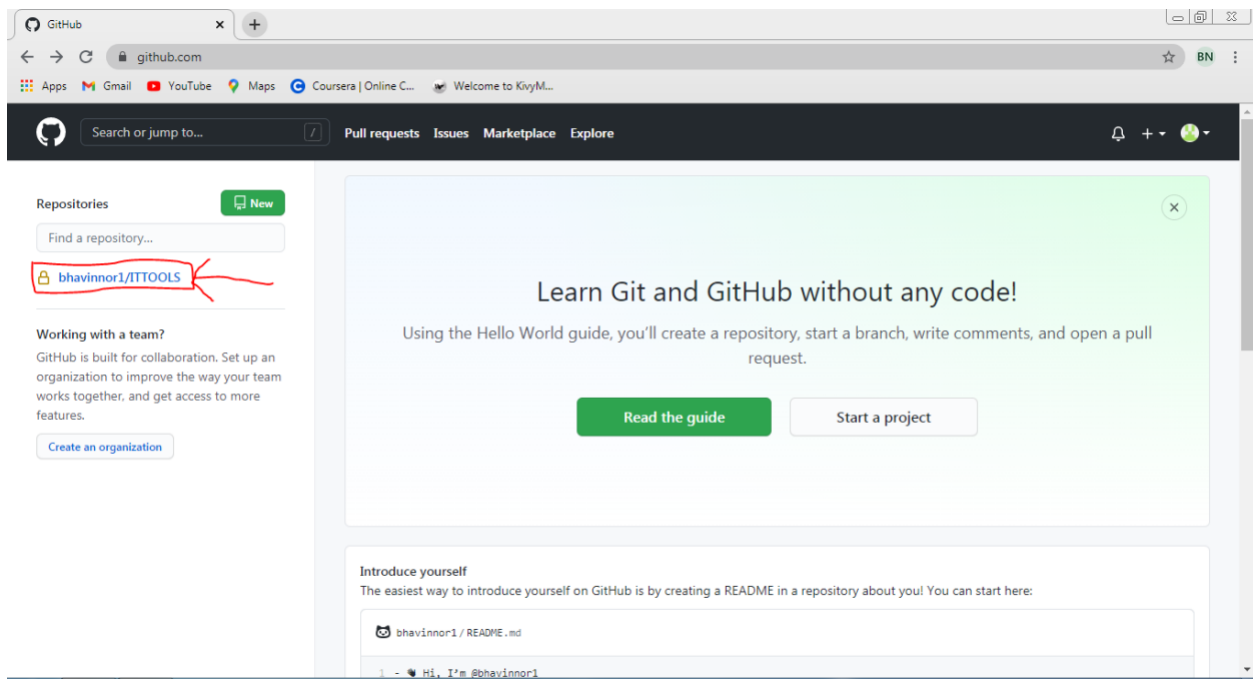 GitHub
github.com
BN
Apps
Gmail
YouTube
Maps
Coursera | Online C...
Welcome to KivyM...
Search or jump to...
/
Pull requests
Issues
Marketplace
Explore
Repositories
New
Find a repository...
bhavinnor1/ITTOOLS
Working with a team?
GitHub is built for collaboration. Set up an
organization to improve the way your team
works together, and get access to more
features.
Create an organization
Learn Git and GitHub without any code!
Using the Hello World guide, you’ll create a repository, start a branch, write comments, and open a pull
request.
Read the guide
Start a project
Introduce yourself
The easiest way to introduce yourself on GitHub is by creating a README in a repository about you! You can start here:
bhavinnor1 / README.md
1 - 👋 Hi, I’m @bhavinnor1